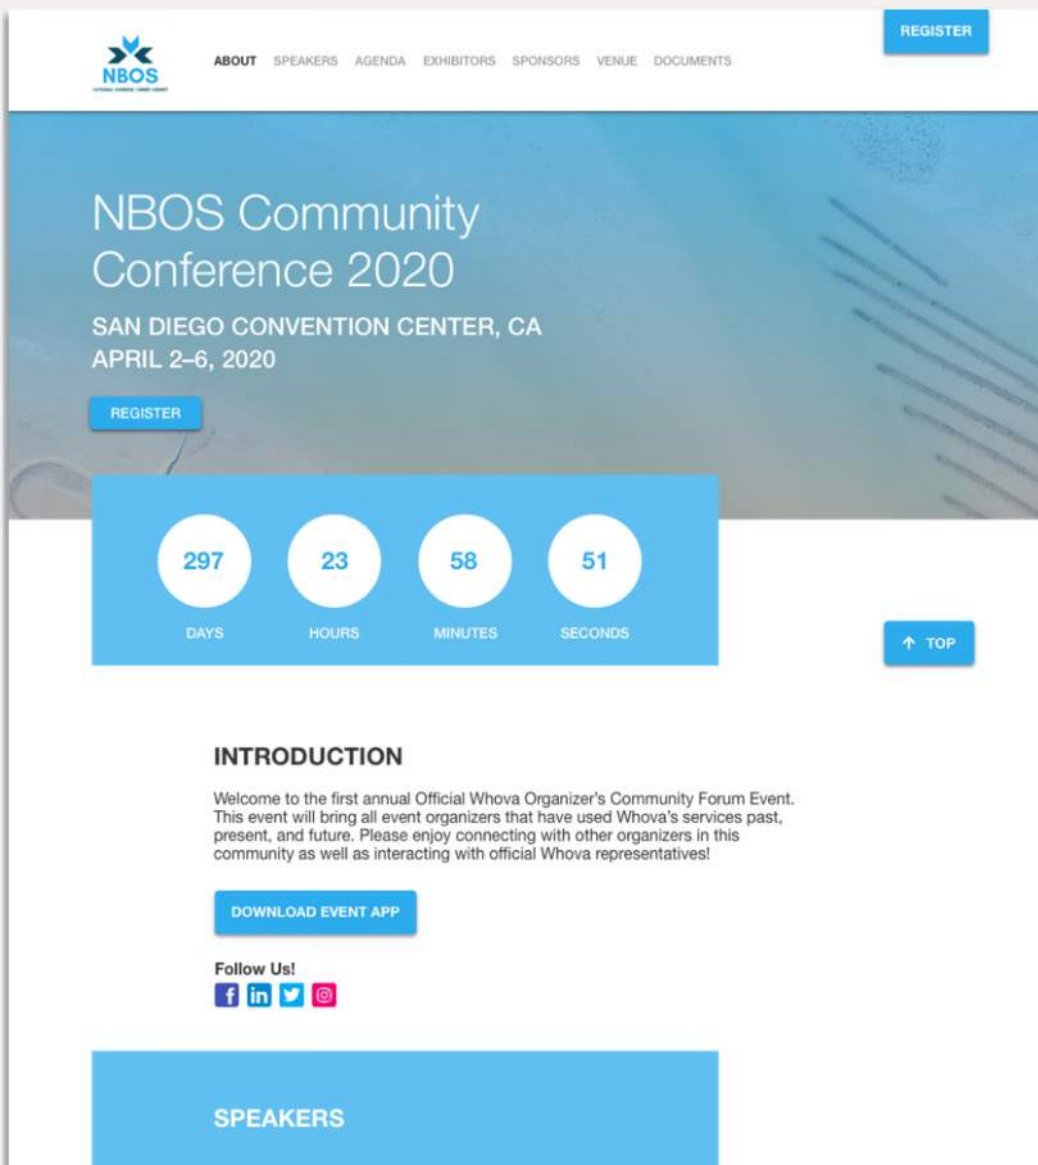 NBOS
ABOUT SPEAKERS AGENDA EXHIBITORS SPONSORS VENUE DOCUMENTS
REGISTER
NBOS Community
Conference 2020
SAN DIEGO CONVENTION CENTER, CA
APRIL 2–6, 2020
REGISTER
297 23 58 51
DAYS HOURS MINUTES SECONDS
↑ TOP
INTRODUCTION
Welcome to the first annual Official Whova Organizer's Community Forum Event.
This event will bring all event organizers that have used Whova's services past,
present, and future. Please enjoy connecting with other organizers in this
community as well as interacting with official Whova representatives!
DOWNLOAD EVENT APP
Follow Us!
f in
SPEAKERS